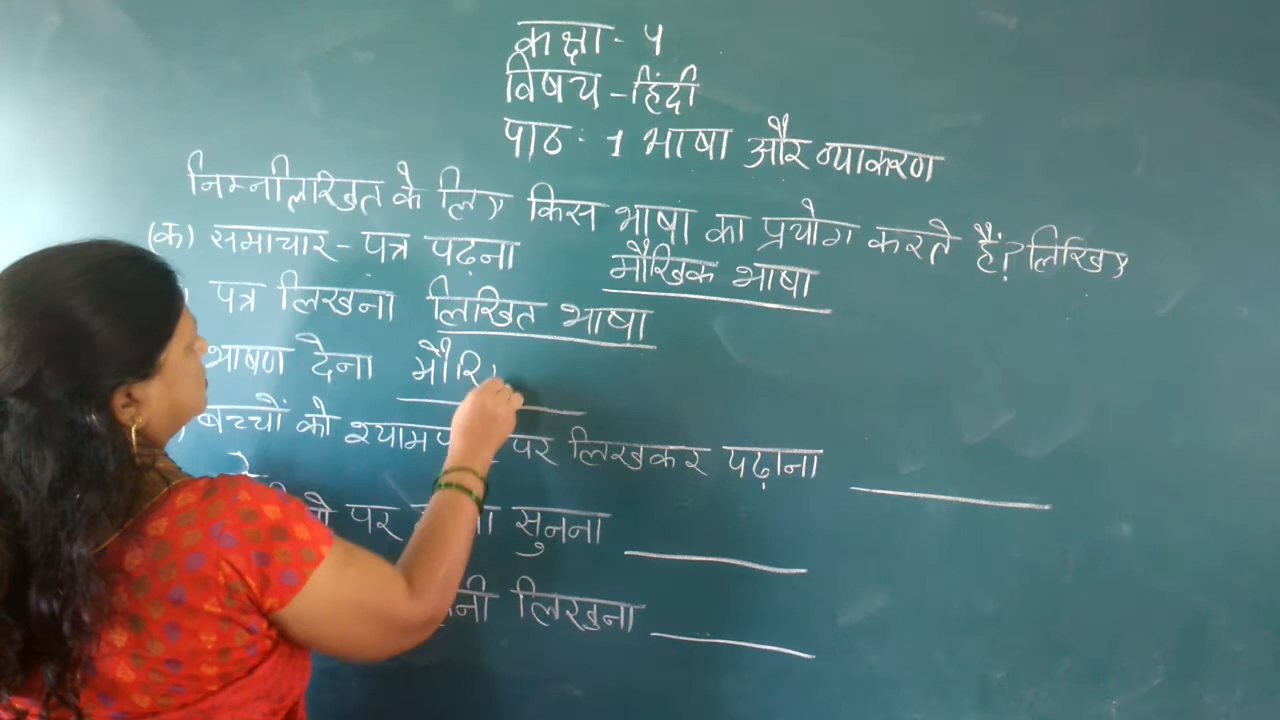 कक्षा - ५
विषय - हिंदी
पाठ : 1 भाषा और व्याकरण
निम्नलिखित के लिए किस भाषा का प्रयोग करते हैं? लिखिए
(क) समाचार - पत्र पढ़ना मौखिक भाषा
पत्र लिखना लिखित भाषा
भाषण देना
बच्चों को पर लिखकर पढ़ाना
पर सुनना
लिखना